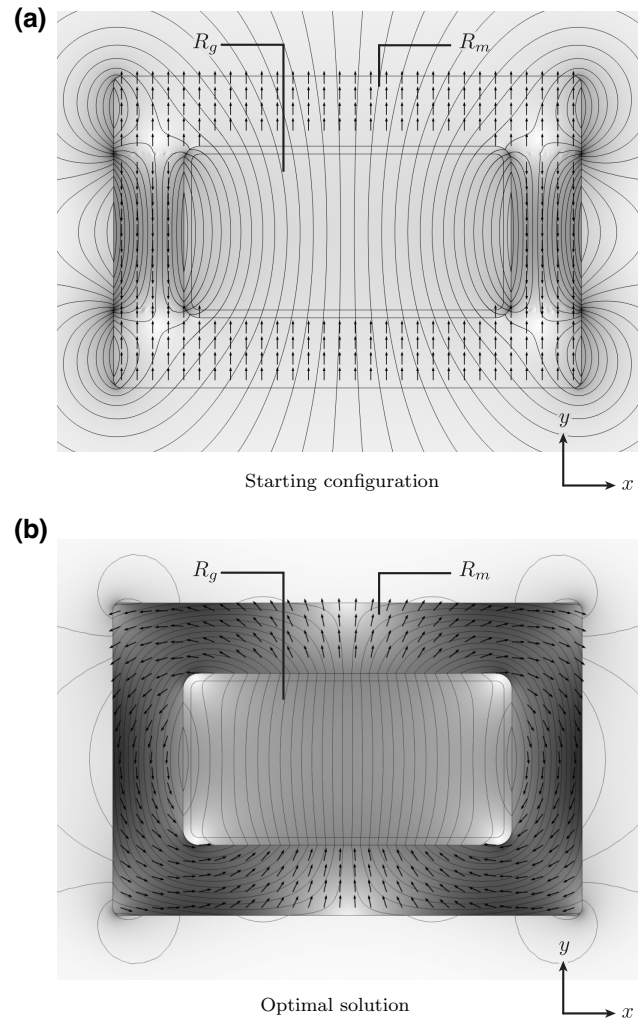 (a)
R_g
R_m
y
x
Starting configuration
(b)
R_g
R_m
y
x
Optimal solution